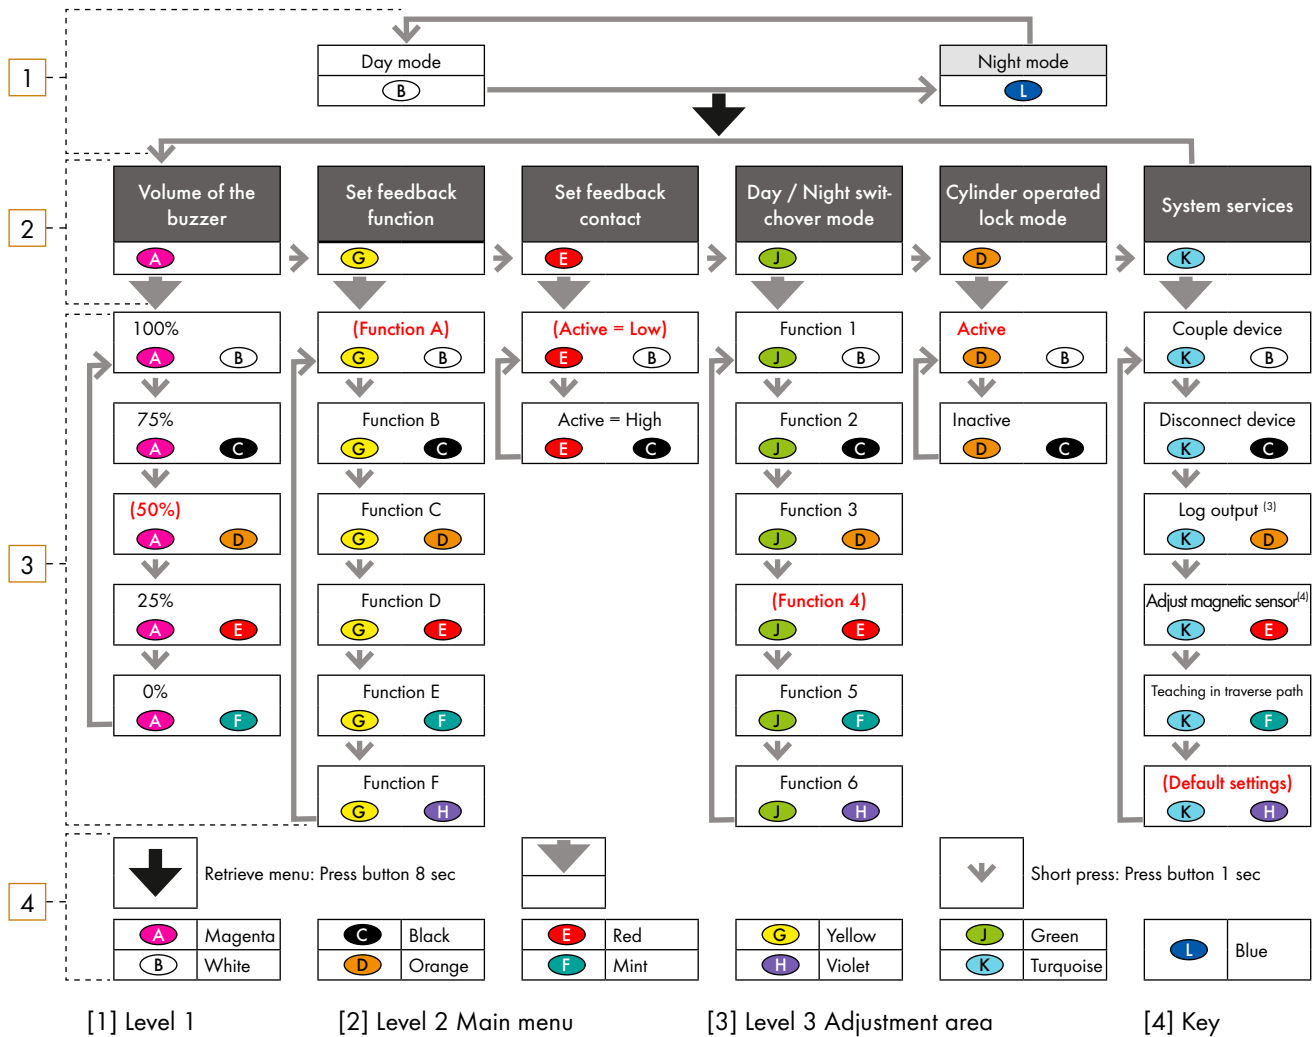 1
Day mode
B
Night mode
L
2
Volume of the
buzzer
A
Set feedback
function
G
Set feedback
contact
E
Day / Night swit-
chover mode
J
Cylinder operated
lock mode
D
System services
K
3
100%
A B
75%
A C
(50%)
A D
25%
A E
0%
A F
(Function A)
G B
Function B
G C
Function C
G D
Function D
G E
Function E
G F
Function F
G H
(Active = Low)
E B
Active = High
E C
Function 1
J B
Function 2
J C
Function 3
J D
(Function 4)
J E
Function 5
J F
Function 6
J H
Active
D B
Inactive
D C
Couple device
K B
Disconnect device
K C
Log output (3)
K D
Adjust magnetic sensor(4)
K E
Teaching in traverse path
K F
(Default settings)
K H
4
Retrieve menu: Press button 8 sec
Short press: Press button 1 sec
A Magenta
B White
C Black
D Orange
E Red
F Mint
G Yellow
H Violet
J Green
K Turquoise
L Blue
[1] Level 1 [2] Level 2 Main menu [3] Level 3 Adjustment area [4] Key